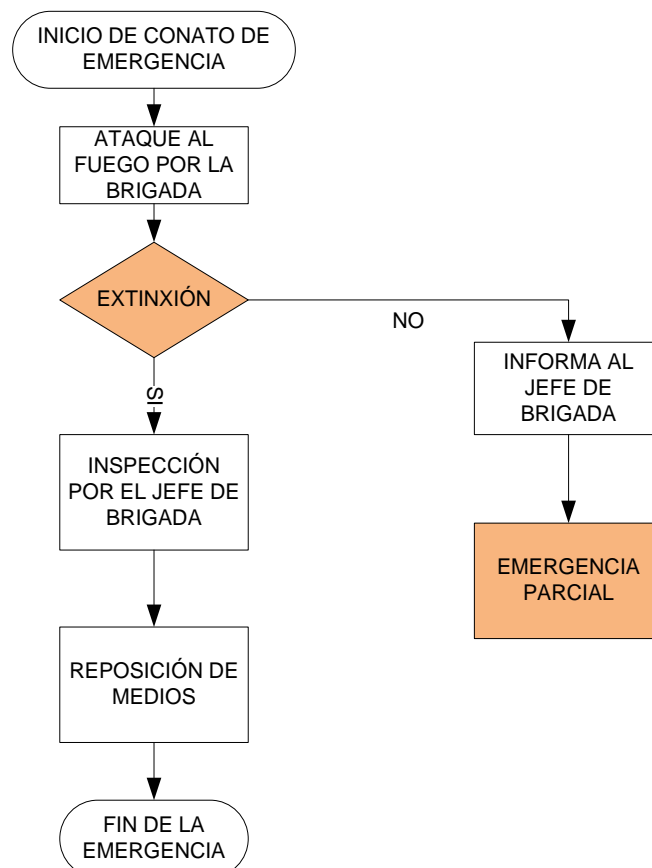 INICIO DE CONATO DE
EMERGENCIA
ATAQUE AL
FUEGO POR LA
BRIGADA
EXTINXIÓN
NO
INFORMA AL
JEFE DE
BRIGADA
SI
INSPECCIÓN
POR EL JEFE DE
BRIGADA
EMERGENCIA
PARCIAL
REPOSICIÓN DE
MEDIOS
FIN DE LA
EMERGENCIA